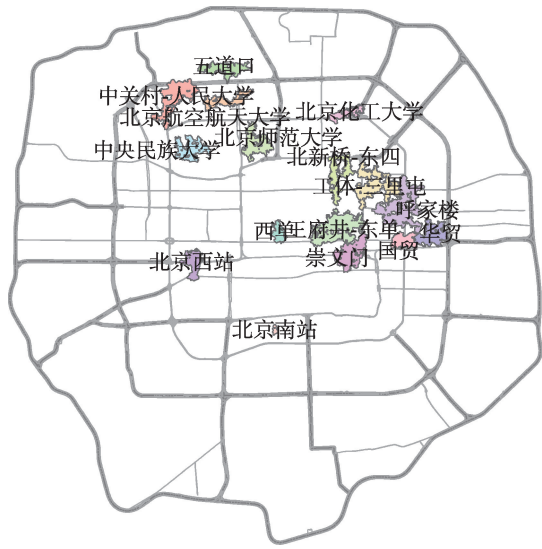 五道口
中关村-人民大学
北京航空航天大学
北京化工大学
北京师范大学
中央民族大学
北新桥-东四
工体-三里屯
呼家楼
西单
王府井-东单
华贸
国贸
崇文门
北京西站
北京南站